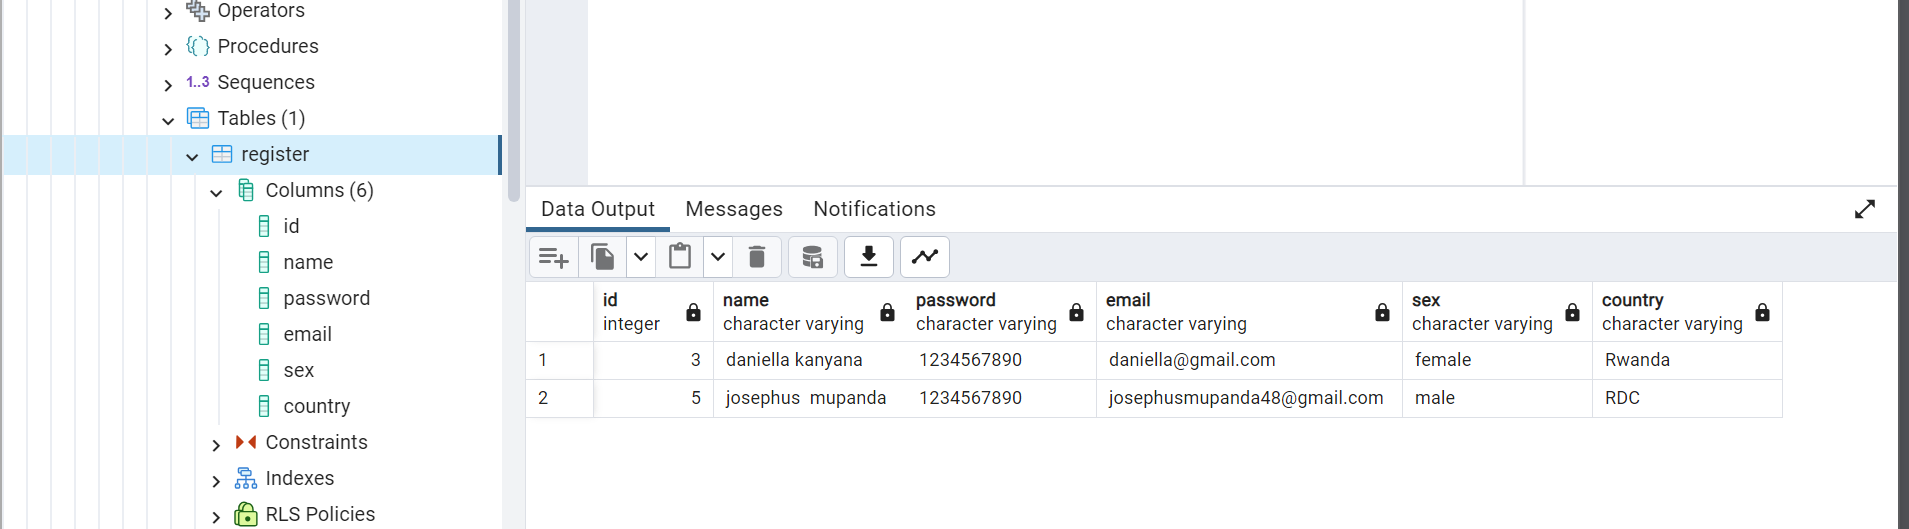 Operators
Procedures
1..3 Sequences
Tables (1)
register
Columns (6)
id
name
password
email
sex
country
Constraints
Indexes
RLS Policies
Data Output Messages Notifications
id name password email sex country
integer character varying character varying character varying character varying character varying
1 3 daniella kanyana 1234567890 daniella@gmail.com female Rwanda
2 5 josephus  mupanda 1234567890 josephusmupanda48@gmail.com male RDC